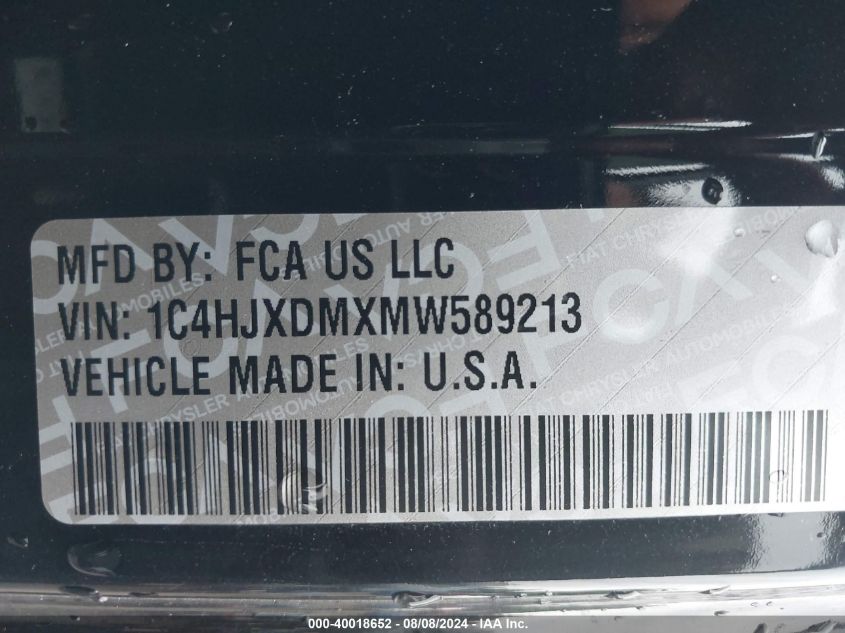 MFD BY: FCA US LLC
VIN: 1C4HJXDMXMW589213
VEHICLE MADE IN: U.S.A.
000-40018652 - 08/08/2024 - IAA Inc.